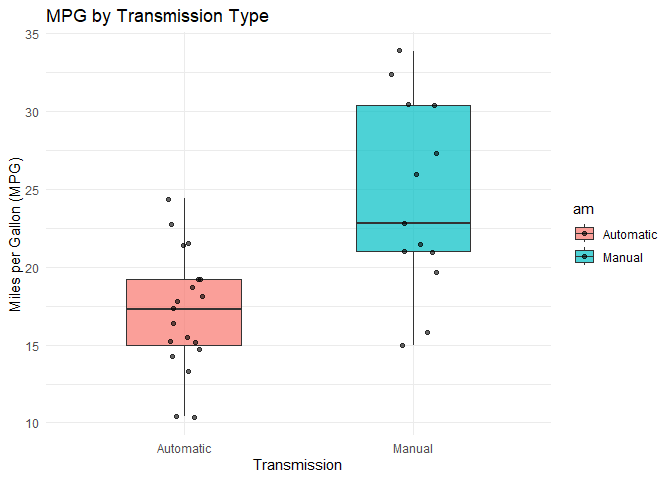 MPG by Transmission Type
Miles per Gallon (MPG)
35
30
25
20
15
10
Automatic
Manual
Transmission
am
Automatic
Manual